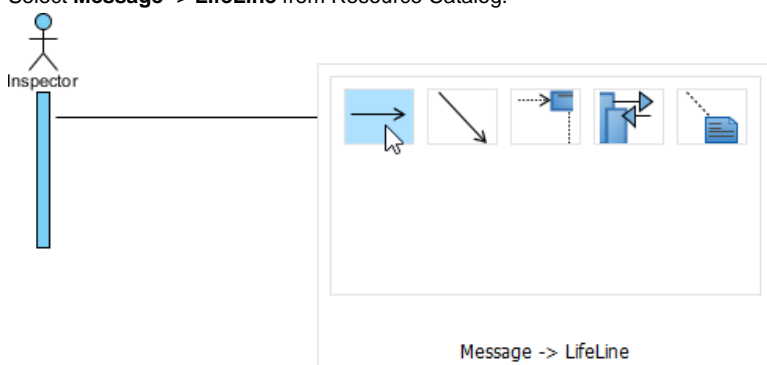 Select Message -> LifeLine from Resource Catalog.
Inspector
Message -> LifeLine